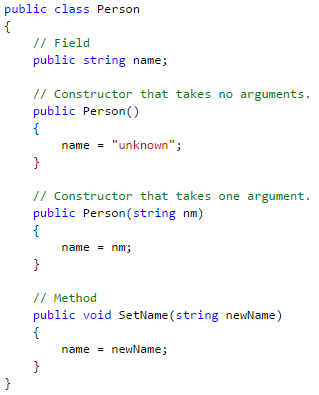 public class Person
{
    // Field
    public string name;

    // Constructor that takes no arguments.
    public Person()
    {
        name = "unknown";
    }

    // Constructor that takes one argument.
    public Person(string nm)
    {
        name = nm;
    }

    // Method
    public void SetName(string newName)
    {
        name = newName;
    }
}